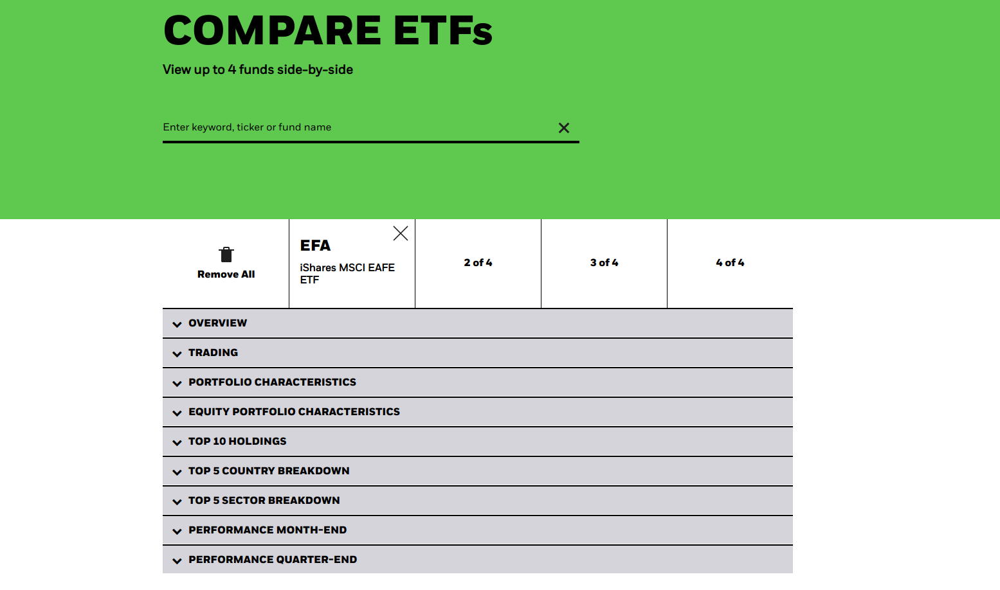 COMPARE ETFs
View up to 4 funds side-by-side
Enter keyword, ticker or fund name
Remove All
EFA
iShares MSCI EAFE
ETF
2 of 4
3 of 4
4 of 4
OVERVIEW
TRADING
PORTFOLIO CHARACTERISTICS
EQUITY PORTFOLIO CHARACTERISTICS
TOP 10 HOLDINGS
TOP 5 COUNTRY BREAKDOWN
TOP 5 SECTOR BREAKDOWN
PERFORMANCE MONTH-END
PERFORMANCE QUARTER-END